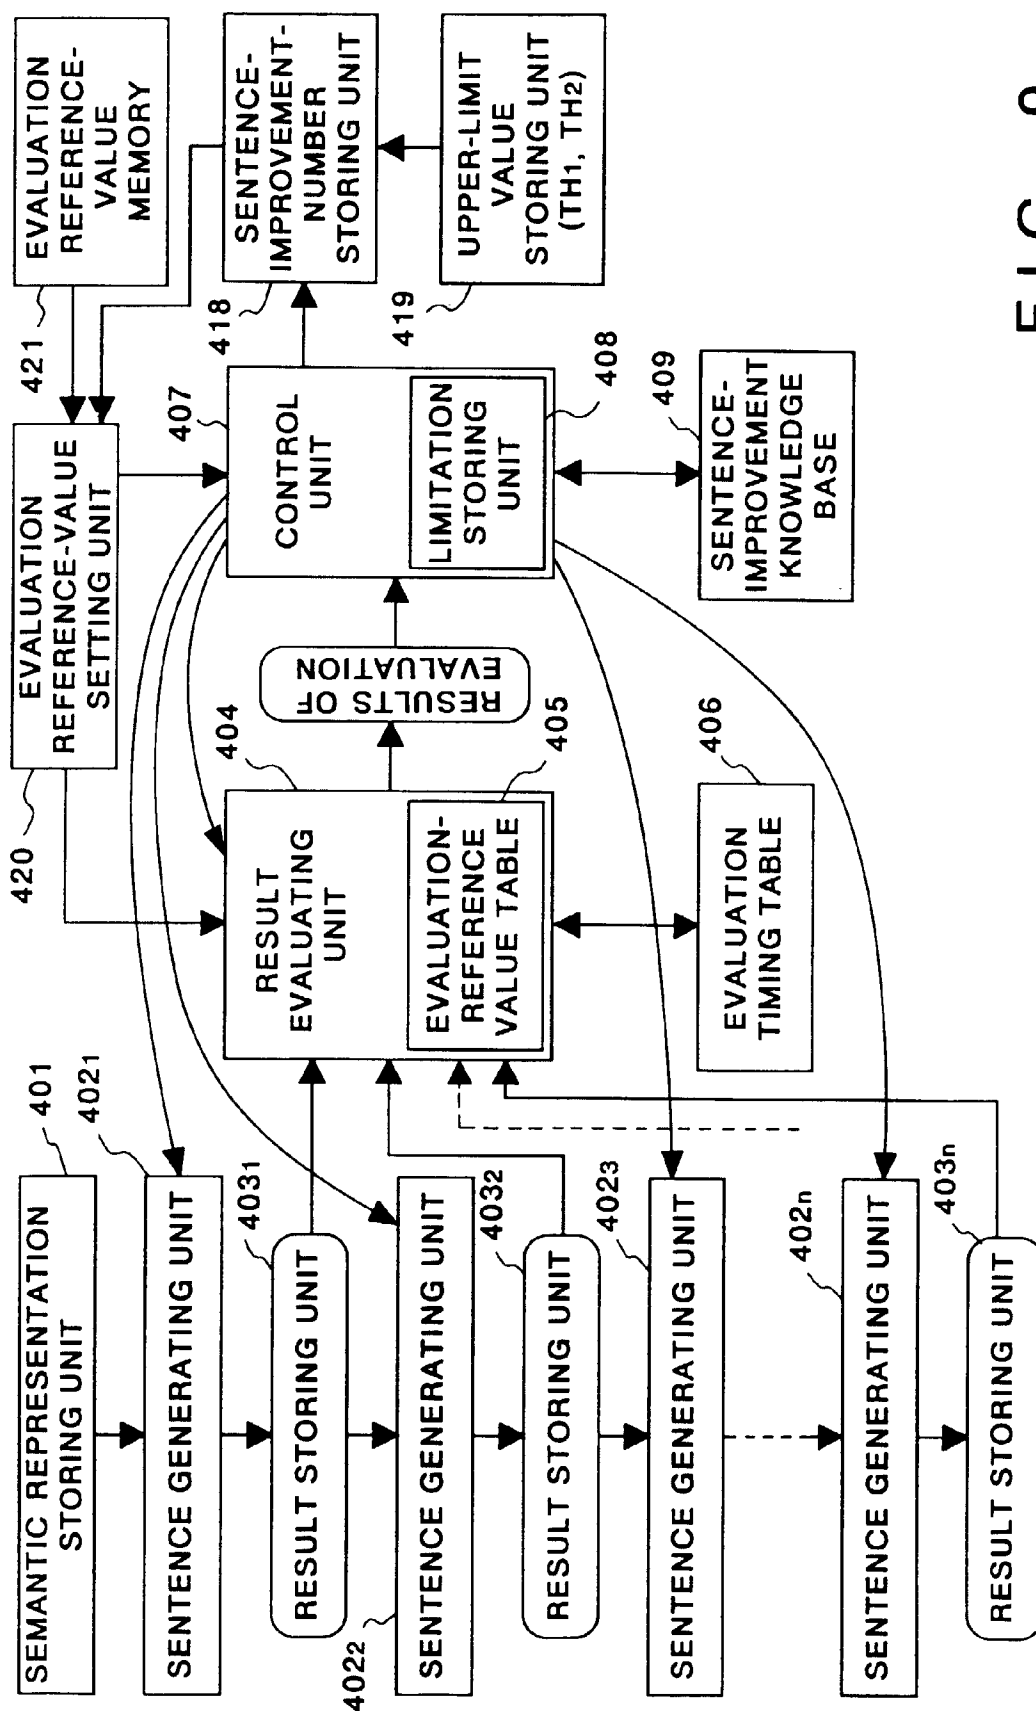 SEMANTIC REPRESENTATION
STORING UNIT
401
SENTENCE GENERATING UNIT
402₁
RESULT STORING UNIT
403₁
SENTENCE GENERATING UNIT
402₂
RESULT STORING UNIT
403₂
SENTENCE GENERATING UNIT
402₃
SENTENCE GENERATING UNIT
402ₙ
RESULT STORING UNIT
403ₙ
EVALUATION
REFERENCE-VALUE
SETTING UNIT
420
RESULT
EVALUATING
UNIT
404
EVALUATION-
REFERENCE
VALUE TABLE
405
EVALUATION
TIMING TABLE
406
RESULTS OF
EVALUATION
CONTROL
UNIT
407
LIMITATION
STORING
UNIT
408
SENTENCE-
IMPROVEMENT
KNOWLEDGE
BASE
409
EVALUATION
REFERENCE-
VALUE
MEMORY
421
SENTENCE-
IMPROVEMENT-
NUMBER
STORING UNIT
418
UPPER-LIMIT
VALUE
STORING UNIT
(TH1, TH2)
419